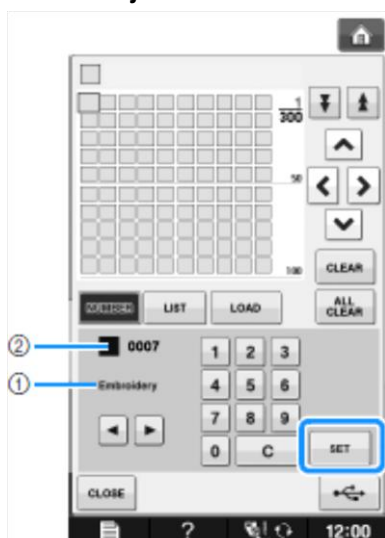 1
300
50
100
CLEAR
NUMBER
LIST
LOAD
ALL
CLEAR
② 0007
1 2 3
① Embroidery
4 5 6
7 8 9
0 C
SET
CLOSE
? 12:00